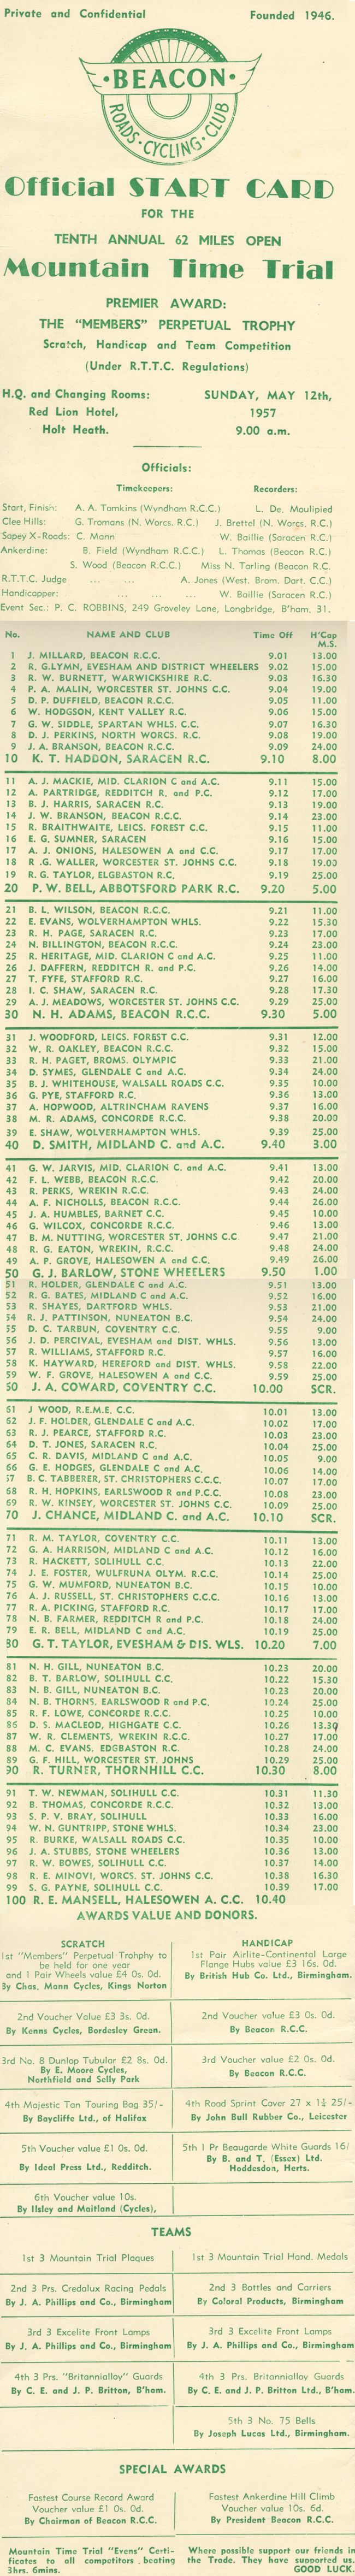 Private and Confidential Founded 1946.
BEACON
ROADS · CYCLING · CLUB
Official START CARD
FOR THE
TENTH ANNUAL 62 MILES OPEN
Mountain Time Trial
PREMIER AWARD:
THE "MEMBERS" PERPETUAL TROPHY
Scratch, Handicap and Team Competition
(Under R.T.T.C. Regulations)
H.Q. and Changing Rooms: SUNDAY, MAY 12th,
Red Lion Hotel, 1957
Holt Heath. 9.00 a.m.
Officials:
Timekeepers: Recorders:
Start, Finish: A. A. Tomkins (Wyndham R.C.C.) L. De. Moulipied
Clee Hills: G. Tromans (N. Worcs. R.C.) J. Brettel (N. Worcs. R.C.)
Sapey X-Roads: C. Mann W. Baillie (Saracen R.C.)
Ankerdine: B. Field (Wyndham R.C.C.) L. Thomas (Beacon R.C.)
S. Wood (Beacon R.C.C.) Miss N. Tarling (Beacon R.C.
R.T.T.C. Judge ... ... A. Jones (West. Brom. Dart. C.C.)
Handicapper: ... ... ... W. Baillie (Saracen R.C.)
Event Sec.: P. C. ROBBINS, 249 Groveley Lane, Longbridge, B'ham, 31.
No. NAME AND CLUB Time Off H'Cap
M.S.
1 J. MILLARD, BEACON R.C.C. 9.01 13.00
2 R. G.LYMAN, EVESHAM AND DISTRICT WHEELERS 9.02 15.00
3 R. W. BURNETT, WARWICKSHIRE R.C. 9.03 16.30
4 P. A. MALIN, WORCESTER ST. JOHNS C.C. 9.04 19.00
5 D. P. DUFFIELD, BEACON R.C.C. 9.05 11.00
6 W. HODGSON, KENT VALLEY R.C. 9.06 15.00
7 G. W. SIDDLE, SPARTAN WHLS. C.C. 9.07 16.30
8 D. J. PERKINS, NORTH WORCS. R.C. 9.08 19.00
9 J. A. BRANSON, BEACON R.C.C. 9.09 24.00
10 K. T. HADDON, SARACEN R.C. 9.10 8.00
11 A. J. MACKIE, MID. CLARION C and A.C. 9.11 15.00
12 A. PARTRIDGE, REDDITCH R. and P.C. 9.12 17.00
13 B. J. HARRIS, SARACEN R.C. 9.13 19.00
14 J. W. BRANSON, BEACON R.C.C. 9.14 23.00
15 R. BRAITHWAITE, LEICS. FOREST C.C. 9.15 11.00
16 E. G. SUMNER, SARACEN 9.16 15.00
17 A. J. ONIONS, HALESOWEN A and C.C. 9.17 17.00
18 R .G. WALLER, WORCESTER ST. JOHNS C.C. 9.18 19.00
19 R. G. TAYLOR, ELGBASTON R.C. 9.19 25.00
20 P. W. BELL, ABBOTSFORD PARK R.C. 9.20 5.00
21 B. L. WILSON, BEACON R.C.C. 9.21 11.00
22 E. EVANS, WOLVERHAMPTON WHLS. 9.22 15.30
23 R. H. PAGE, SARACEN R.C. 9.23 17.00
24 N. BILLINGTON, BEACON R.C.C. 9.24 23.00
25 R. HERITAGE, MID. CLARION C and A.C. 9.25 11.00
26 J. DAFFERN, REDDITCH R. and P.C. 9.26 14.00
27 T. FYFE, STAFFORD R.C. 9.27 16.00
28 I. C. SHAW, SARACEN R.C. 9.28 17.30
29 A. J. MEADOWS, WORCESTER ST. JOHNS C.C. 9.29 25.00
30 N. H. ADAMS, BEACON R.C.C. 9.30 5.00
31 J. WOODFORD, LEICS. FOREST C.C. 9.31 12.00
32 W. R. OAKLEY, BEACON R.C.C. 9.32 15.00
33 R. H. PAGET, BROMS. OLYMPIC 9.33 21.00
34 D. SYMES, GLENDALE C and A.C. 9.34 24.00
35 B. J. WHITEHOUSE, WALSALL ROADS C.C. 9.35 10.00
36 G. PYE, STAFFORD R.C. 9.36 13.00
37 A. HOPWOOD, ALTRINCHAM RAVENS 9.37 16.00
38 M. R. ADAMS, CONCORDE R.C.C. 9.38 20.00
39 E. SHAW, WOLVERHAMPTON WHLS. 9.39 25.00
40 D. SMITH, MIDLAND C. and A.C. 9.40 3.00
41 G. W. JARVIS, MID. CLARION C. and A.C. 9.41 13.00
42 F. L. WEBB, BEACON R.C.C. 9.42 20.00
43 R. PERKS, WREKIN R.C.C. 9.43 24.00
44 A. F. NICHOLLS, BEACON R.C.C. 9.44 26.00
45 J. A. HUMBLES, BARNET C.C. 9.45 10.00
46 G. WILCOX, CONCORDE R.C.C. 9.46 13.00
47 B. M. NUTTING, WORCESTER ST. JOHNS C.C. 9.47 21.00
48 R. G. EATON, WREKIN, R.C.C. 9.48 24.00
49 A. P. GROVE, HALESOWEN A and C.C. 9.49 26.00
50 G. J. BARLOW, STONE WHEELERS 9.50 1.00
51 R. HOLDER, GLENDALE C and A.C. 9.51 13.00
52 R. G. BATES, MIDLAND C and A.C. 9.52 16.00
53 R. SHAYES, DARTFORD WHLS. 9.53 21.00
54 R. J. PATTINSON, NUNEATON B.C. 9.54 24.00
55 D. C. TARBUN, COVENTRY C.C. 9.55 9.00
56 J. D. PERCIVAL, EVESHAM and DIST. WHLS. 9.56 13.00
57 R. WILLIAMS, STAFFORD R.C. 9.57 16.00
58 K. HAYWARD, HEREFORD and DIST. WHLS. 9.58 22.00
59 W. F. GROVE, HALESOWEN A and C.C. 9.59 25.00
60 J. A. COWARD, COVENTRY C.C. 10.00 SCR.
61 J WOOD, R.E.M.E. C.C. 10.01 13.00
62 J. F. HOLDER, GLENDALE C and A.C. 10.02 17.00
63 R. J. PEARCE, STAFFORD R.C. 10.03 23.00
64 D. T. JONES, SARACEN R.C. 10.04 25.00
65 C. R. DAVIS, MIDLAND C and A.C. 10.05 9.00
66 G. E. HODGES, GLENDALE C and A.C. 10.06 14.00
67 B. C. TABBERER, ST. CHRISTOPHERS C.C.C. 10.07 17.00
68 R. H. HOPKINS, EARLSWOOD R and P.C.C. 10.08 23.00
69 R. W. KINSEY, WORCESTER ST. JOHNS C.C. 10.09 25.00
70 J. CHANCE, MIDLAND C. and A.C. 10.10 SCR.
71 R. M. TAYLOR, COVENTRY C.C. 10.11 13.00
72 G. A. HARRISON, MIDLAND C and A.C. 10.12 16.00
73 R. HACKETT, SOLIHULL C.C. 10.13 22.00
74 J. E. FOSTER, WULFRUNA OLYM. R.C.C. 10.14 25.00
75 G. W. MUMFORD, NUNEATON B.C. 10.15 10.00
76 A. J. RUSSELL, ST. CHRISTOPHERS C.C.C. 10.16 13.00
77 R. A. PICKING, STAFFORD R.C. 10.17 17.00
78 N. B. FARMER, REDDITCH R and P.C. 10.18 24.00
79 E. R. BELL, MIDLAND C and A.C. 10.19 25.00
80 G. T. TAYLOR, EVESHAM & DIS. WLS. 10.20 7.00
81 N. H. GILL, NUNEATON B.C. 10.23 20.00
82 B. T. BARLOW, SOLIHULL C.C. 10.22 15.30
83 N. B. GILL, NUNEATON B.C. 10.23 20.00
84 N. B. THORNS. EARLSWOOD R and P.C. 10.24 25.00
85 R. F. LOWE, CONCORDE R.C.C. 10.25 10.00
86 D. S. MACLEOD, HIGHGATE C.C. 10.26 13.30
87 W. R. CLEMENTS, WREKIN R.C.C. 10.27 17.00
88 M. C. EVANS. EDGBASTON R.C. 10.28 24.00
89 G. F. HILL, WORCESTER ST. JOHNS 10.29 25.00
90 R. TURNER, THORNHILL C.C. 10.30 8.00
91 T. W. NEWMAN, SOLIHULL C.C. 10.31 11.30
92 B. THOMAS, CONCORDE R.C.C. 10.32 13.00
93 S. P. V. BRAY, SOLIHULL 10.33 16.00
94 W. N. GUNTRIPP, STONE WHLS. 10.34 23.00
95 R. BURKE, WALSALL ROADS C.C. 10.35 10.00
96 J. A. STUBBS, STONE WHEELERS 10.36 13.00
97 R. W. BOWES, SOLIHULL C.C. 10.37 14.00
98 R. E. MINOVI, WORCS. ST. JOHNS C.C. 10.38 16.30
99 S. G. PAYNE, SOLIHULL C.C. 10.39 17.00
100 R. E. MANSELL, HALESOWEN A. C.C. 10.40
AWARDS VALUE AND DONORS.
SCRATCH
1st "Members" Perpetual Trohphy to
be held for one year
and 1 Pair Wheels value £4 0s. 0d.
By Chas. Mann Cycles, Kings Norton
2nd Voucher Value £3 3s. 0d.
By Kenns Cycles, Bordesley Green.
3rd No. 8 Dunlop Tubular £2 8s. 0d.
By E. Moore Cycles,
Northfield and Selly Park
4th Majestic Tan Touring Bag 35/-
By Baycliffe Ltd., of Halifax
5th Voucher value £1 0s. 0d.
By Ideal Press Ltd., Redditch.
6th Voucher value 10s.
By Ilsley and Maitland (Cycles),
HANDICAP
1st Pair Airlite-Continental Large
Flange Hubs value £3 16s. 0d.
By British Hub Co. Ltd., Birmingham.
2nd Voucher value £3 0s. 0d.
By Beacon R.C.C.
3rd Voucher value £2 0s. 0d.
By Beacon R.C.C.
4th Road Sprint Cover 27 x 1¼ 25/-
By John Bull Rubber Co., Leicester
5th 1 Pr Beaugarde White Guards 16/
By B. and T. (Essex) Ltd.
Hoddesdon, Herts.
TEAMS
1st 3 Mountain Trial Plaques
2nd 3 Prs. Credalux Racing Pedals
By J. A. Phillips and Co., Birmingham
3rd 3 Excelite Front Lamps
By J. A. Phillips and Co., Birmingham
4th 3 Prs. "Britannialloy" Guards
By C. E. and J. P. Britton, B'ham.
1st 3 Mountain Trial Hand. Medals
2nd 3 Bottles and Carriers
By Coloral Products, Birmingham
3rd 3 Excelite Front Lamps
By J. A. Phillips and Co., Birmingham
4th 3 Prs. Britannialloy Guards
By C. E. and J. P. Britton Ltd., B'ham.
5th 3 No. 75 Bells
By Joseph Lucas Ltd., Birmingham.
SPECIAL AWARDS
Fastest Course Record Award
Voucher value £1 0s. 0d.
By Chairman of Beacon R.C.C.
Fastest Ankerdine Hill Climb
Voucher value 10s. 6d.
By President Beacon R.C.C.
Mountain Time Trial "Evens" Certi-
ficates to all competitors beating
3hrs. 6mins.
Where possible support our friends in
the Trade. They have supported us.
GOOD LUCK